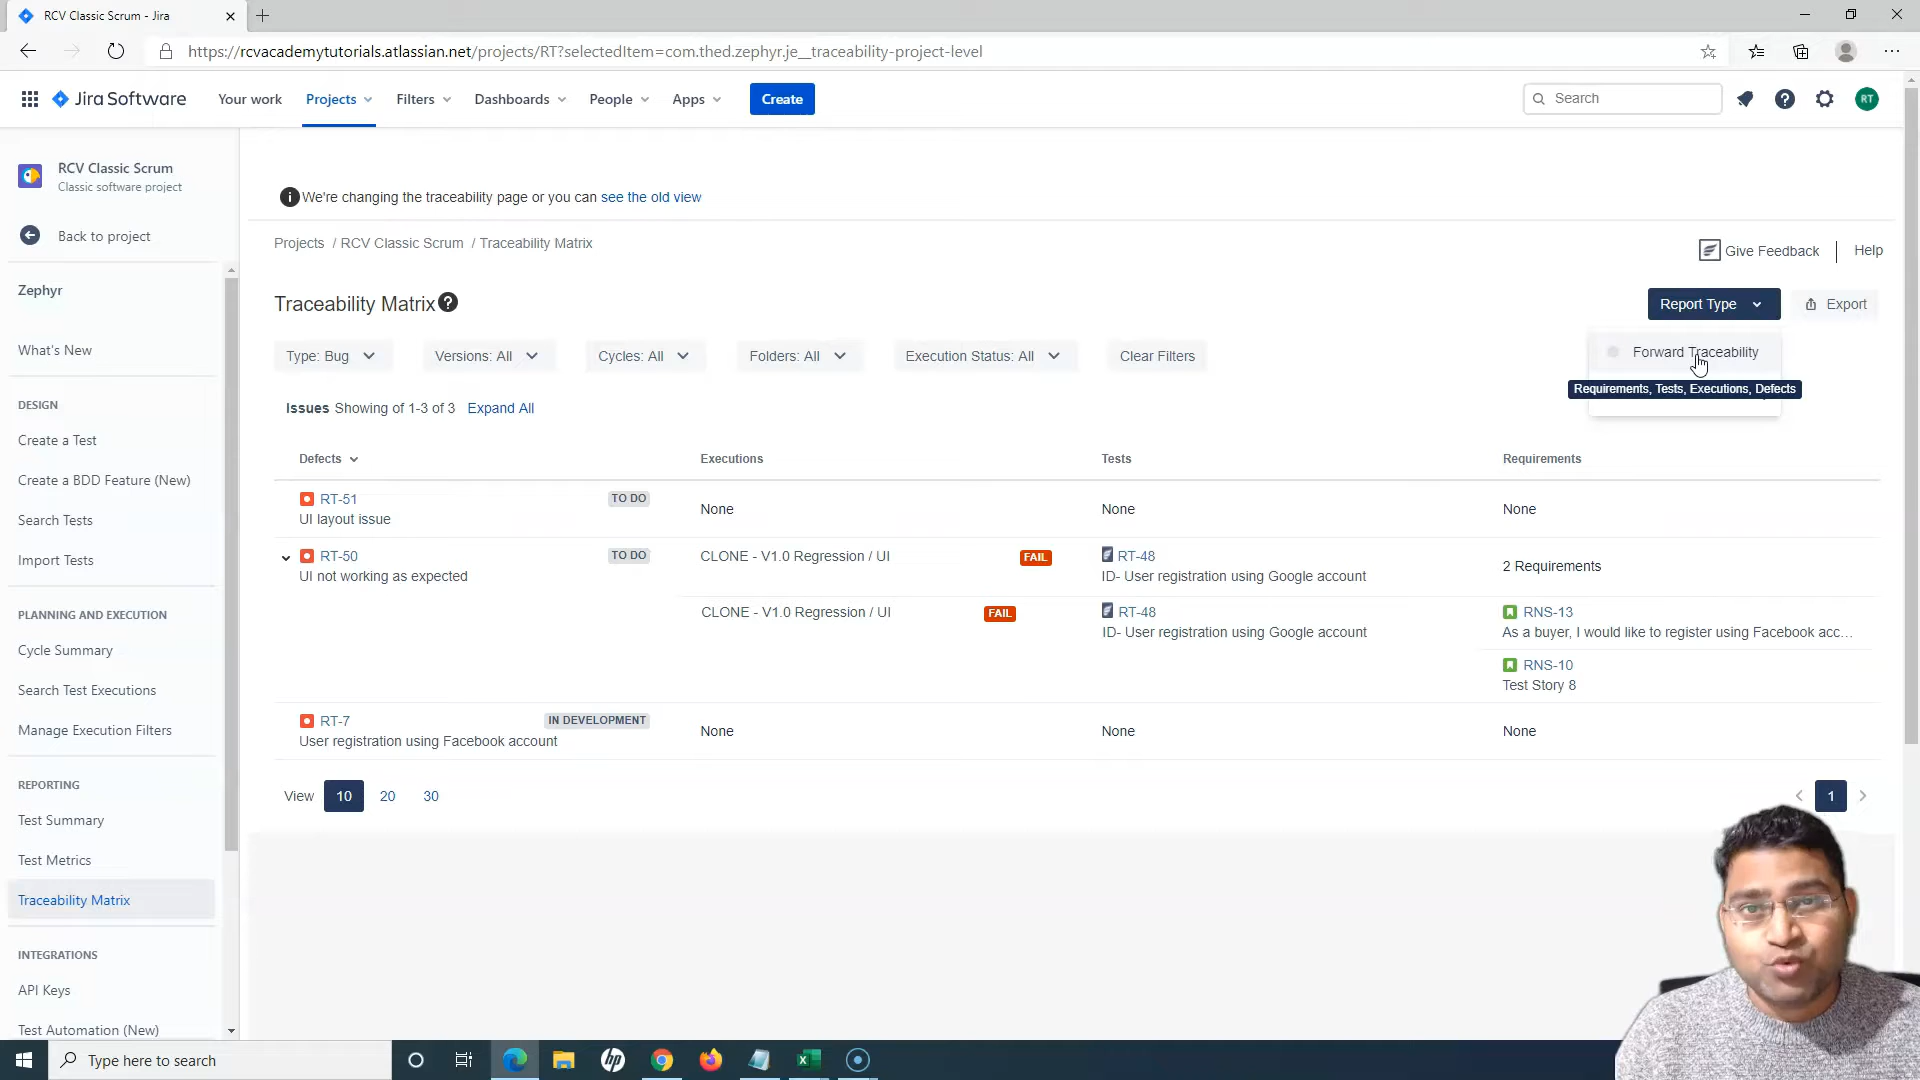 RCV Classic Scrum - Jira
https://rcvacademytutorials.atlassian.net/projects/RT?selectedItem=com.thed.zephyr.je__traceability-project-level
Jira Software
Your work
Projects
Filters
Dashboards
People
Apps
Create
Search
RT
RCV Classic Scrum
Classic software project
Back to project
Zephyr
What's New
DESIGN
Create a Test
Create a BDD Feature (New)
Search Tests
Import Tests
PLANNING AND EXECUTION
Cycle Summary
Search Test Executions
Manage Execution Filters
REPORTING
Test Summary
Test Metrics
Traceability Matrix
INTEGRATIONS
API Keys
Test Automation (New)
We're changing the traceability page or you can see the old view
Projects / RCV Classic Scrum / Traceability Matrix
Give Feedback
Help
Traceability Matrix
Report Type
Export
Forward Traceability
Requirements, Tests, Executions, Defects
Type: Bug
Versions: All
Cycles: All
Folders: All
Execution Status: All
Clear Filters
Issues Showing of 1-3 of 3 Expand All
Defects Executions Tests Requirements
RT-51 TO DO
UI layout issue
None None None
RT-50 TO DO
UI not working as expected
CLONE - V1.0 Regression / UI FAIL
RT-48
ID- User registration using Google account
2 Requirements
CLONE - V1.0 Regression / UI FAIL
RT-48
ID- User registration using Google account
RNS-13
As a buyer, I would like to register using Facebook acc...
RNS-10
Test Story 8
RT-7 IN DEVELOPMENT
User registration using Facebook account
None None None
View 10 20 30
1
Type here to search